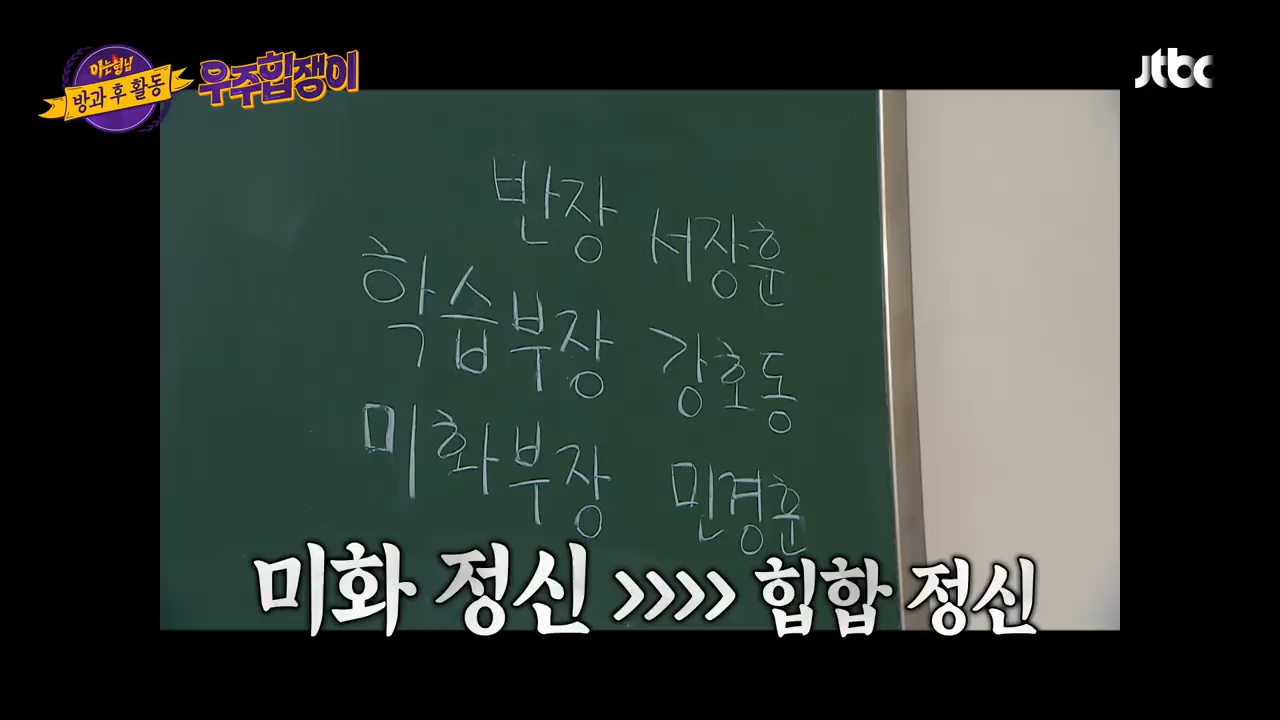 아는형님
방과 후 활동
우주힙쟁이
jtbc
반장 서장훈
학습부장 강호동
미화부장 민경훈
미화 정신 >>>> 힙합 정신